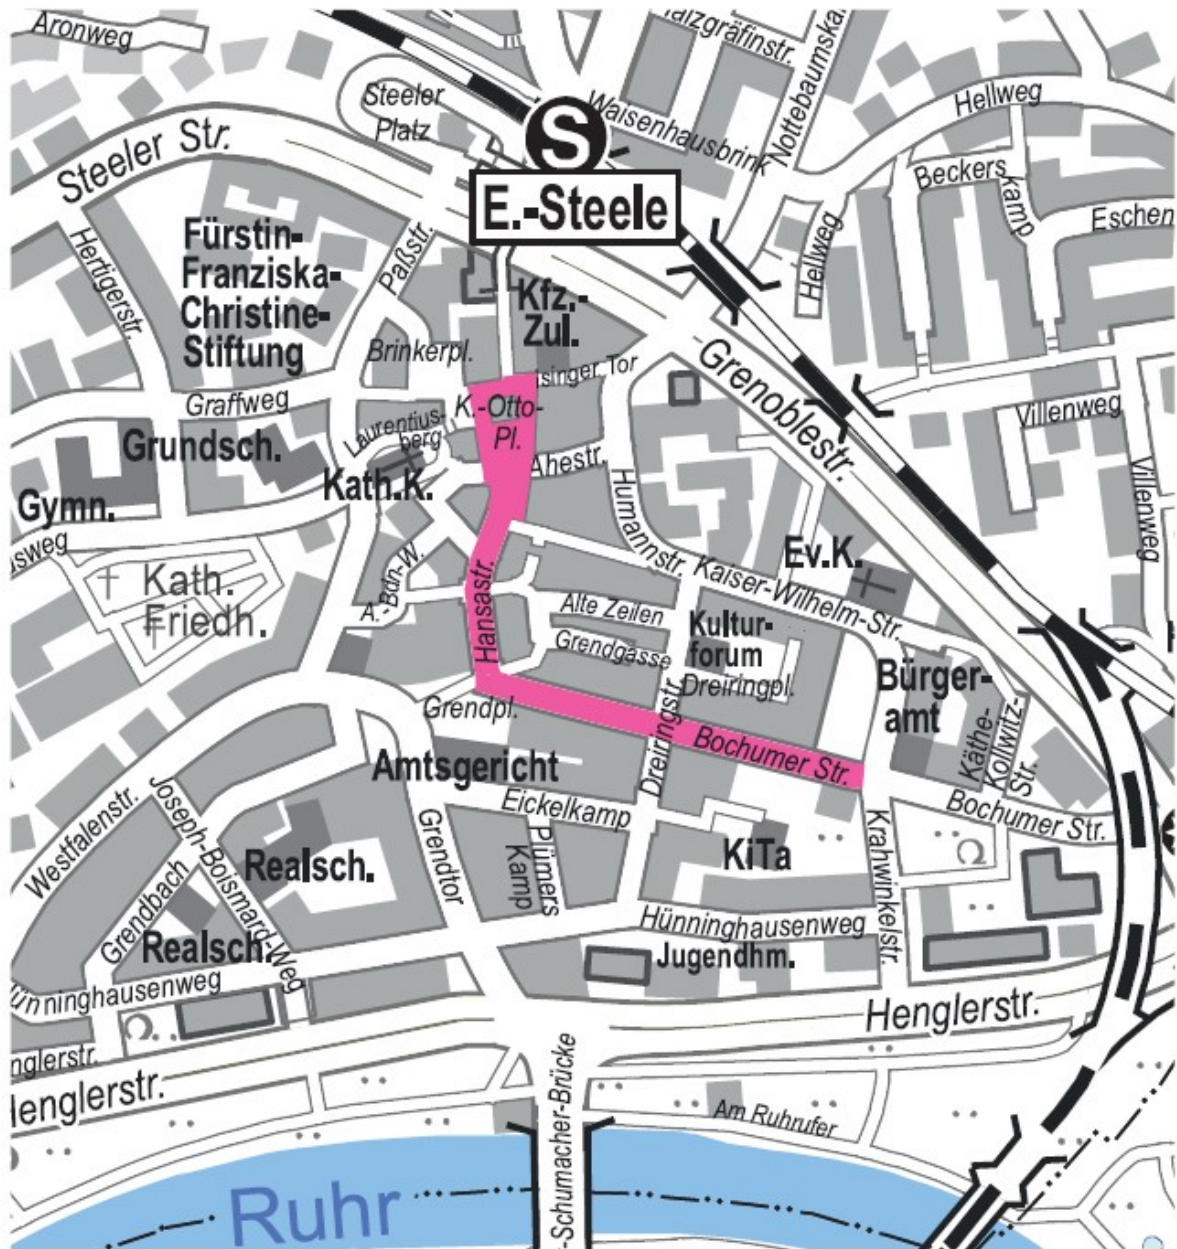 Aronweg
Pfalzgräfinstr.
Steeler
Platz
S
Waisenhausbrink
Nottebaumskamp
Hellweg
Steeler Str.
E.-Steele
Beckers
kamp
Eschen
Hellweg
Hertigerstr.
Fürstin-
Franziska-
Christine-
Stiftung
Paßstr.
Kfz.-
Zul.
Brinkerpl.
isinger Tor
Grenoblestr.
Graffweg
K.-Otto-
Pl.
Villenweg
Laurentius-
berg
Grundsch.
Kath.K.
Ahestr.
Villenweg
Gymn.
Humannstr.
usweg
Kath.
Friedh.
A.-Bdn-W.
Hansastr.
Ev.K.
Kaiser-Wilhelm-Str.
Alte Zeilen
Grendgasse
Kultur-
forum
Dreiringpl.
Bürger-
amt
Grendpl.
Dreiringstr.
Käthe-
Kollwitz-
Str.
Bochumer Str.
Amtsgericht
Eickelkamp
Bochumer Str.
Westfalenstr.
Joseph-Boismard-Weg
Grendtor
Plümers
Kamp
KiTa
Krahwinkelstr.
Realsch.
Grendbach
Realsch.
Hünninghausenweg
Jugendhm.
ünninghausenweg
Henglerstr.
nglerstr.
lenglerstr.
-Schumacher-Brücke
Am Ruhrufer
Ruhr